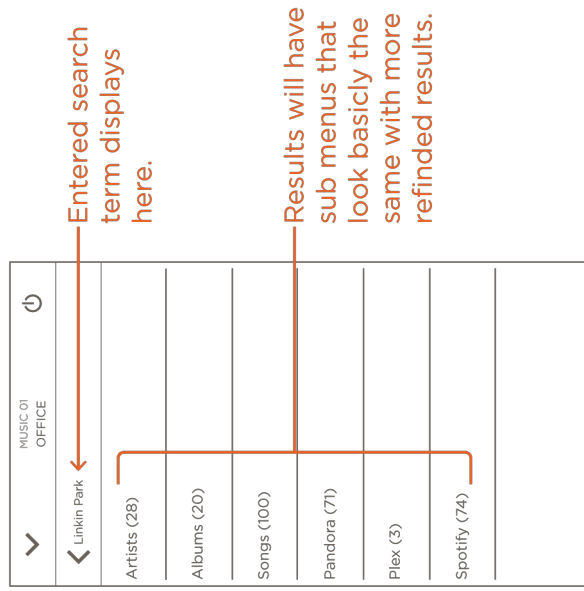 MUSIC 01
OFFICE
Linkin Park
Entered search
term displays
here.
Artists (28)
Albums (20)
Songs (100)
Pandora (71)
Plex (3)
Spotify (74)
Results will have
sub menus that
look basicly the
same with more
refinded results.